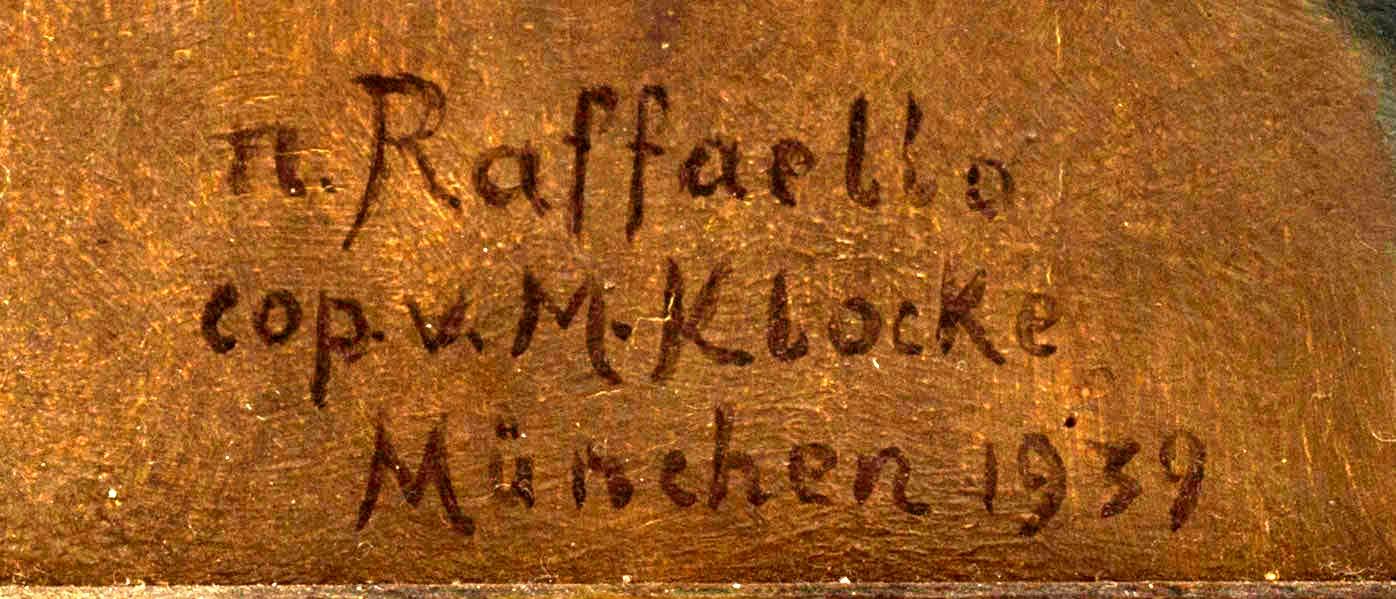 n. Raffaello
cop. v. M. Klocke
München 1939